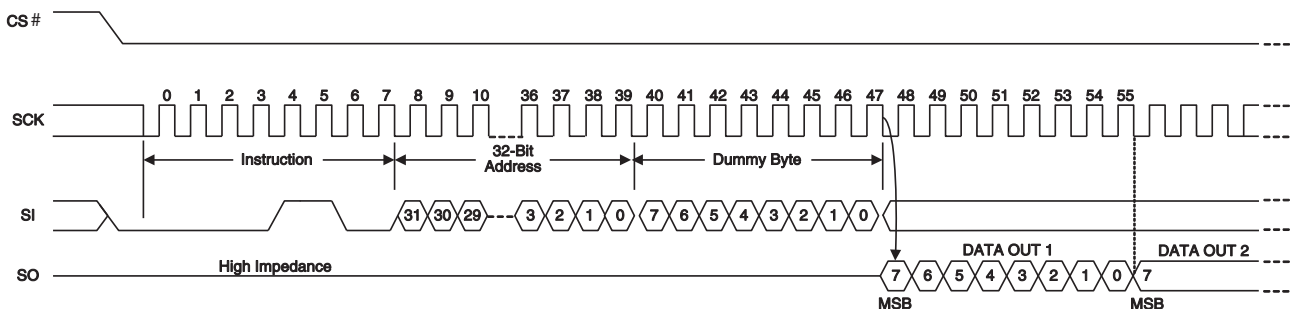 CS#
0 1 2 3 4 5 6 7 8 9 10 36 37 38 39 40 41 42 43 44 45 46 47 48 49 50 51 52 53 54 55
SCK
Instruction
32-Bit
Address
Dummy Byte
SI
31 30 29 3 2 1 0 7 6 5 4 3 2 1 0
DATA OUT 1
DATA OUT 2
SO
High Impedance
7 6 5 4 3 2 1 0 7
MSB
MSB